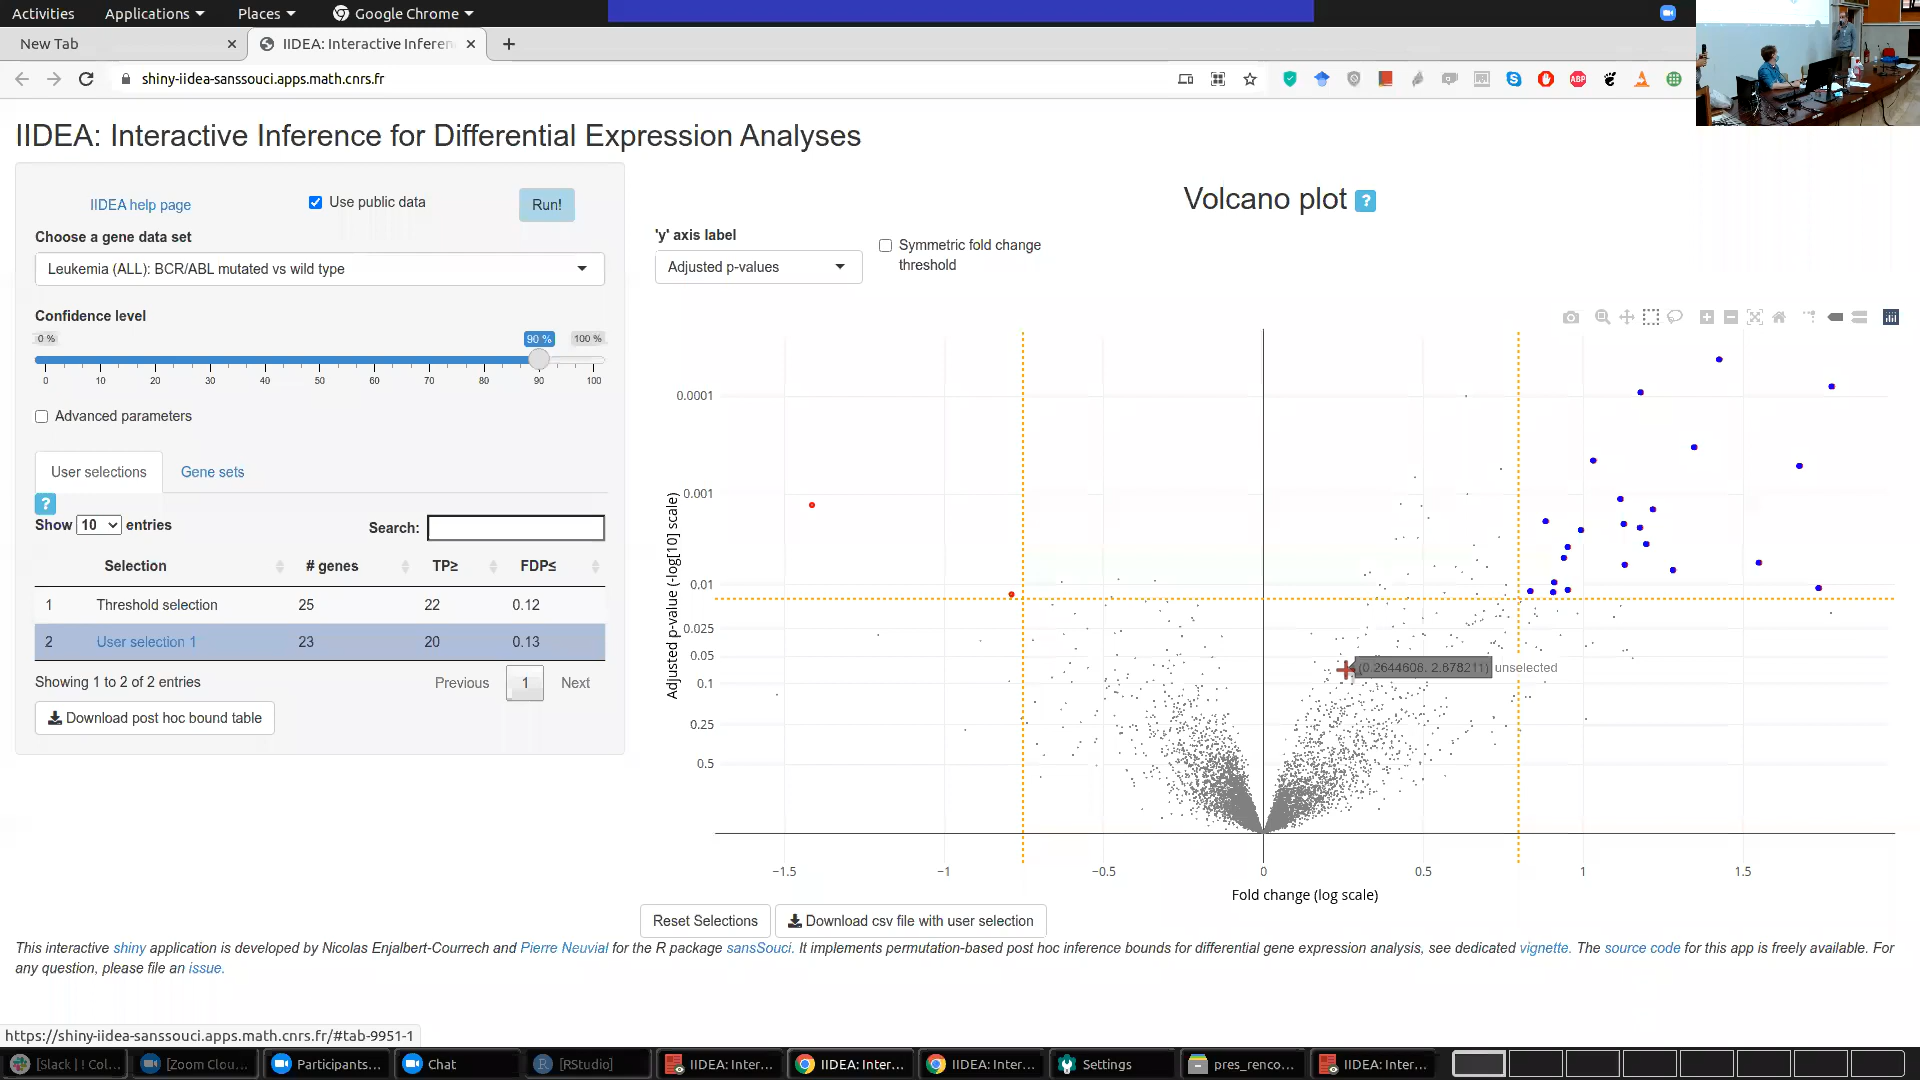 Activities Applications Places Google Chrome
New Tab IIDEA: Interactive Inferen
shiny-iidea-sanssouci.apps.math.cnrs.fr
ABP
IIDEA: Interactive Inference for Differential Expression Analyses
IIDEA help page Use public data Run!
Choose a gene data set
Leukemia (ALL): BCR/ABL mutated vs wild type
Confidence level
0 % 90 % 100 %
0 10 20 30 40 50 60 70 80 90 100
Advanced parameters
User selections Gene sets
?
Show 10 entries Search:
Selection # genes TP≥ FDP≤
1 Threshold selection 25 22 0.12
2 User selection 1 23 20 0.13
Showing 1 to 2 of 2 entries Previous 1 Next
Download post hoc bound table
Volcano plot ?
'y' axis label
Adjusted p-values
Symmetric fold change
threshold
Adjusted p-value (-log[10] scale)
0.0001
0.001
0.01
0.025
0.05
0.1
0.25
0.5
(0.2644608, 2.678211) unselected
−1.5 −1 −0.5 0 0.5 1 1.5
Fold change (log scale)
Reset Selections Download csv file with user selection
This interactive shiny application is developed by Nicolas Enjalbert-Courrech and Pierre Neuvial for the R package sansSouci. It implements permutation-based post hoc inference bounds for differential gene expression analysis, see dedicated vignette. The source code for this app is freely available. For
any question, please file an issue.
https://shiny-iidea-sanssouci.apps.math.cnrs.fr/#tab-9951-1
[Slack | ! Col... [Zoom Clou... Participants... Chat [RStudio] IIDEA: Inter... IIDEA: Inter... IIDEA: Inter... Settings pres_renco... IIDEA: Inter...